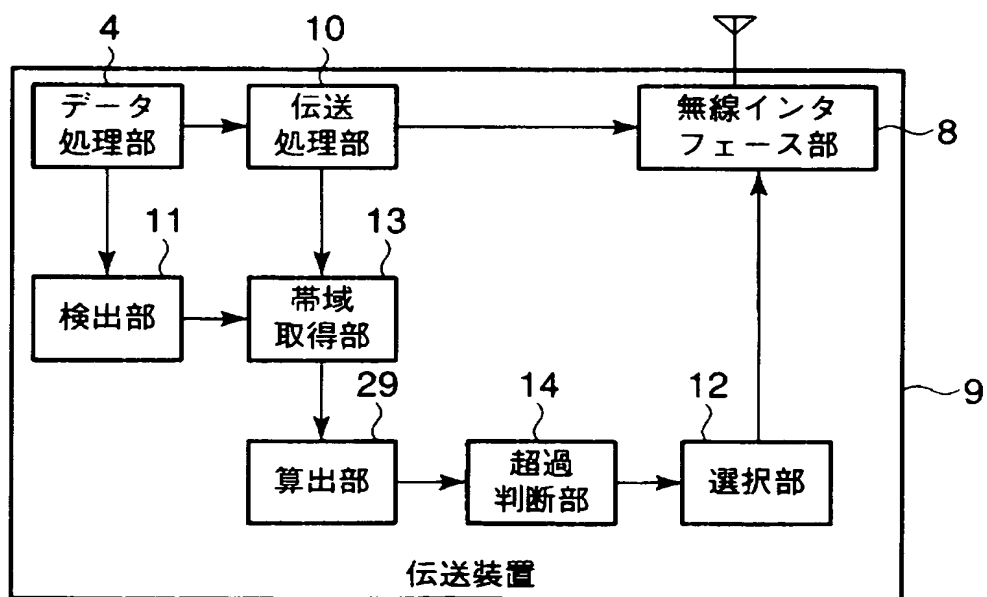 4
10
データ
処理部
伝送
処理部
無線インタ
フェース部
8
11
13
検出部
帯域
取得部
29
14
12
9
算出部
超過
判断部
選択部
伝送装置